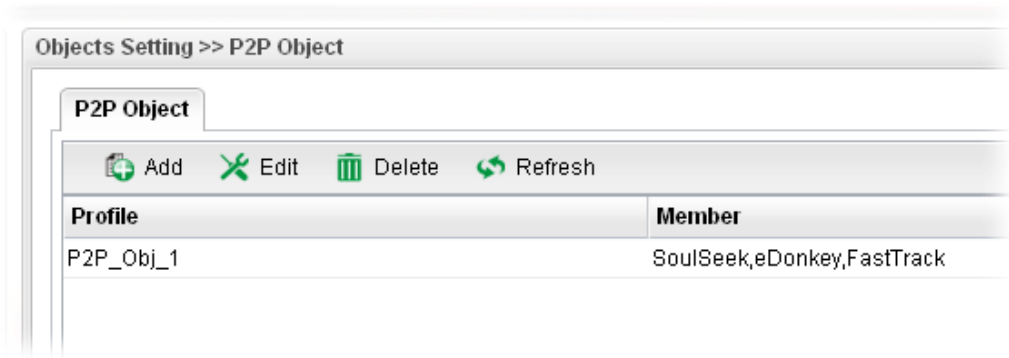 Objects Setting >> P2P Object
P2P Object
Add Edit Delete Refresh
Profile Member
P2P_Obj_1 SoulSeek,eDonkey,FastTrack